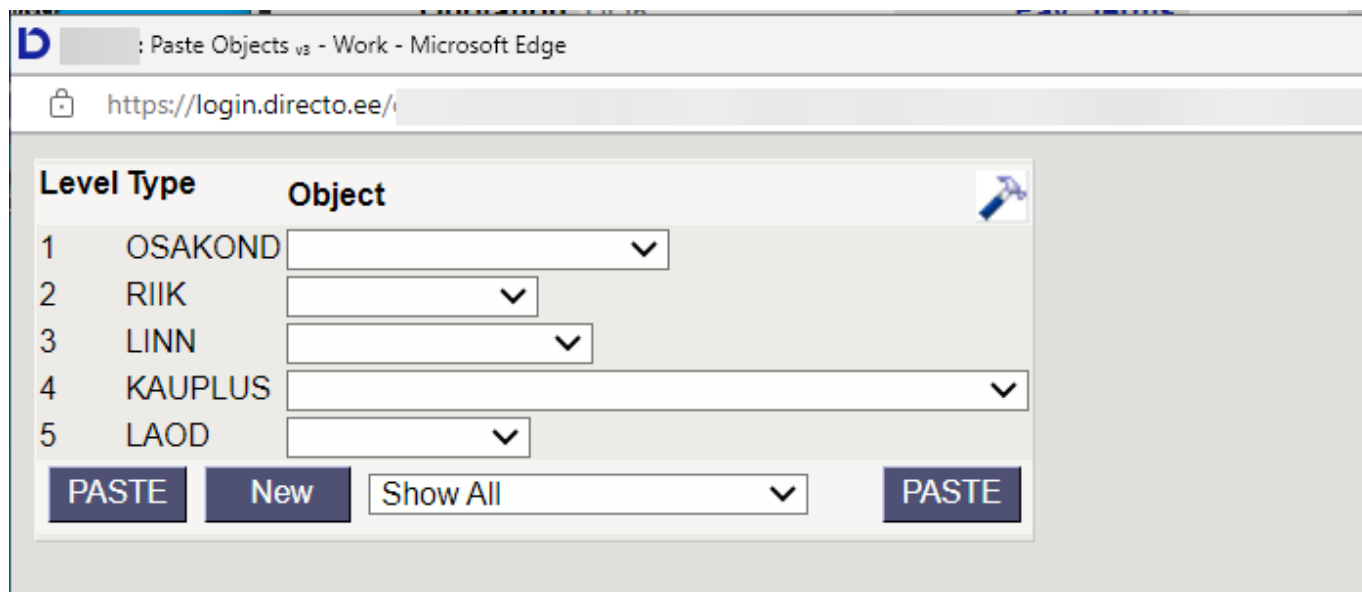 : Paste Objects v3 - Work - Microsoft Edge
https://login.directo.ee/
Level Type Object
1 OSAKOND
2 RIIK
3 LINN
4 KAUPLUS
5 LAOD
PASTE New Show All PASTE